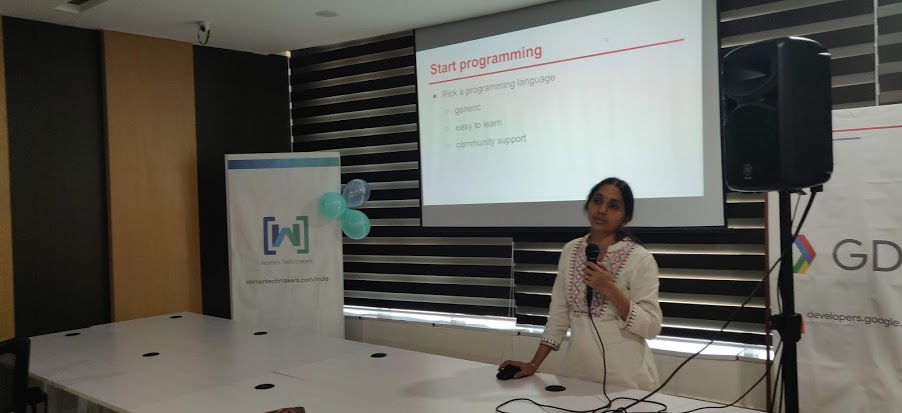 Start programming
Pick a programming language
generic
easy to learn
community support
W
Women Techmakers
womentechmakers.com/india
GD
developers.google.